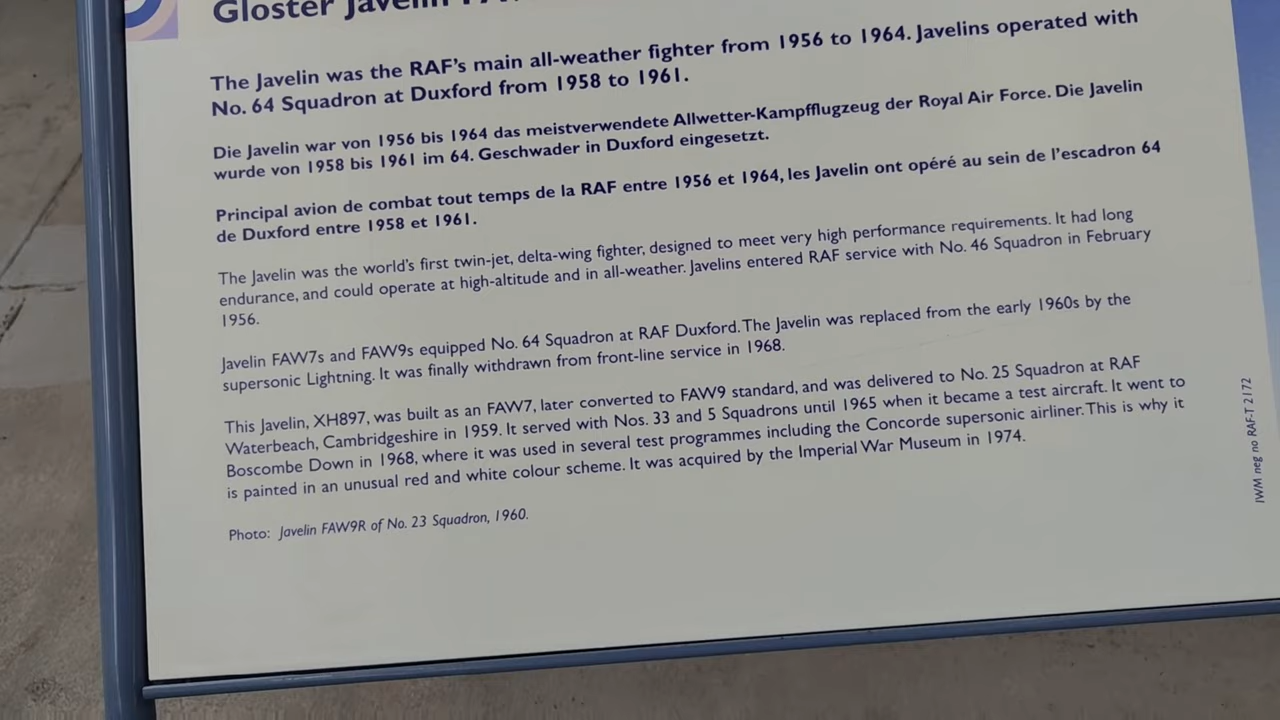 Gloster Javelin
The Javelin was the RAF's main all-weather fighter from 1956 to 1964. Javelins operated with
No. 64 Squadron at Duxford from 1958 to 1961.
Die Javelin war von 1956 bis 1964 das meistverwendete Allwetter-Kampfflugzeug der Royal Air Force. Die Javelin
wurde von 1958 bis 1961 im 64. Geschwader in Duxford eingesetzt.
Principal avion de combat tout temps de la RAF entre 1956 et 1964, les Javelin ont opéré au sein de l'escadron 64
de Duxford entre 1958 et 1961.
The Javelin was the world's first twin-jet, delta-wing fighter, designed to meet very high performance requirements. It had long
endurance, and could operate at high-altitude and in all-weather. Javelins entered RAF service with No. 46 Squadron in February
1956.
Javelin FAW7s and FAW9s equipped No. 64 Squadron at RAF Duxford. The Javelin was replaced from the early 1960s by the
supersonic Lightning. It was finally withdrawn from front-line service in 1968.
This Javelin, XH897, was built as an FAW7, later converted to FAW9 standard, and was delivered to No. 25 Squadron at RAF
Waterbeach, Cambridgeshire in 1959. It served with Nos. 33 and 5 Squadrons until 1965 when it became a test aircraft. It went to
Boscombe Down in 1968, where it was used in several test programmes including the Concorde supersonic airliner. This is why it
is painted in an unusual red and white colour scheme. It was acquired by the Imperial War Museum in 1974.
Photo: Javelin FAW9R of No. 23 Squadron, 1960.
IWM neg no RAF-T 2172